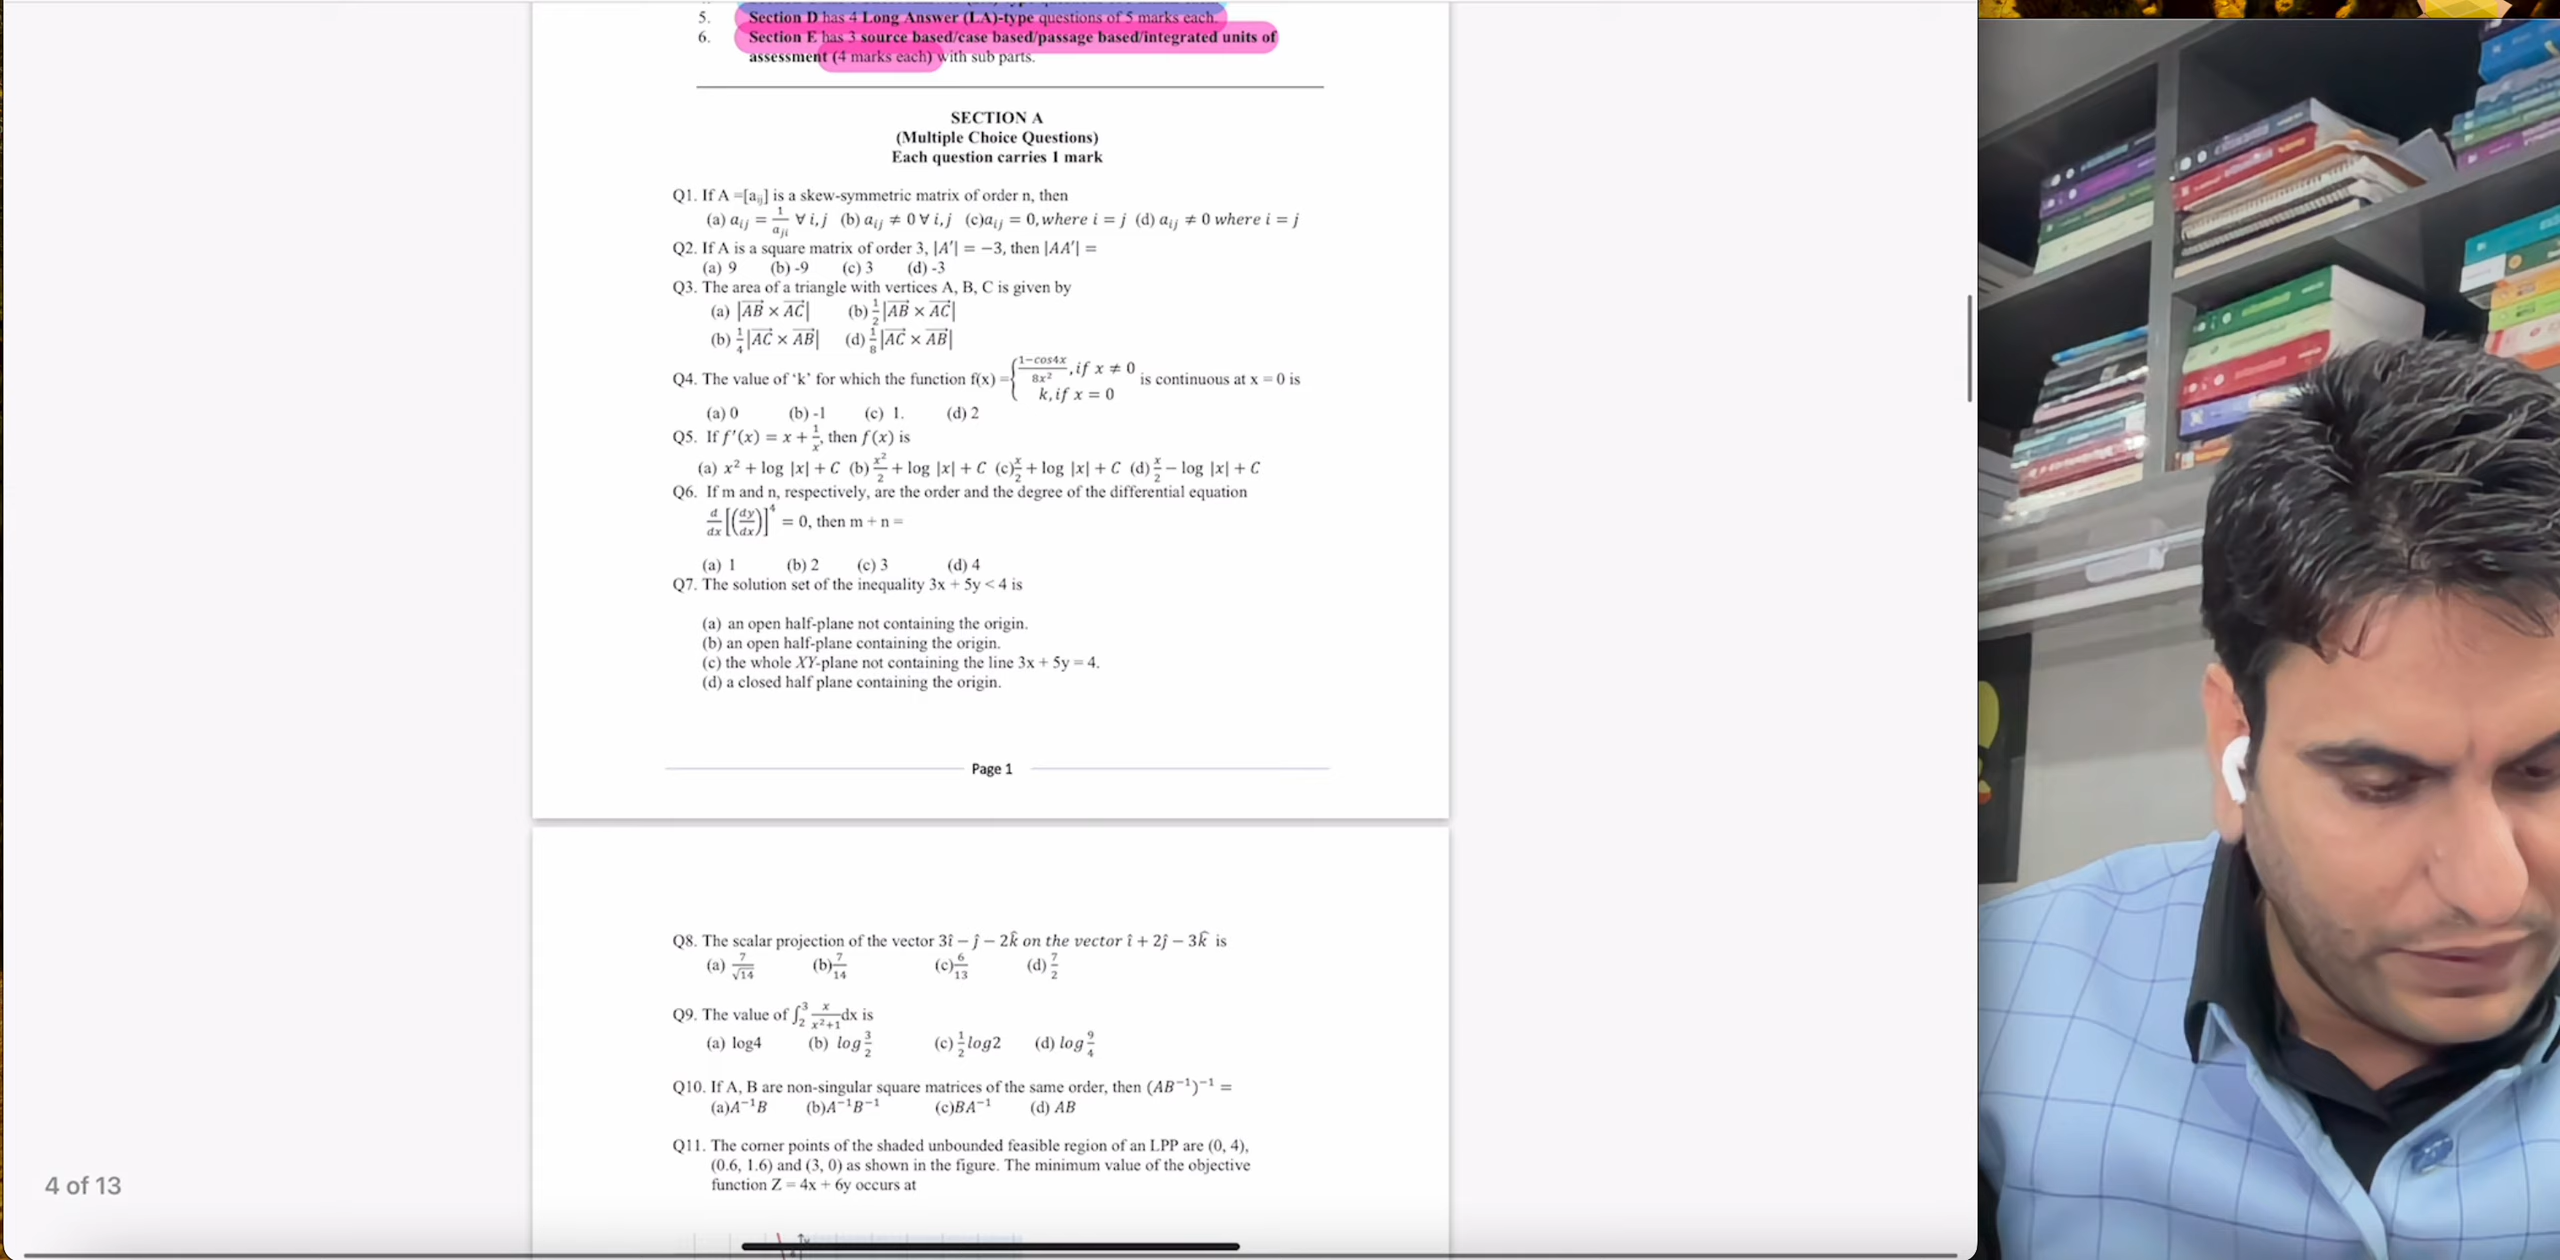 5. Section D has 4 Long Answer (LA)-type questions of 5 marks each.
6. Section E has 3 source based/case based/passage based/integrated units of
assessment (4 marks each) with sub parts.
SECTION A
(Multiple Choice Questions)
Each question carries 1 mark
Q1. If A =[aᵢⱼ] is a skew-symmetric matrix of order n, then
(a) aᵢⱼ = 1/aⱼᵢ ∀ i,j (b) aᵢⱼ ≠ 0 ∀ i,j (c)aᵢⱼ = 0, where i = j (d) aᵢⱼ ≠ 0 where i = j
Q2. If A is a square matrix of order 3, |A'| = −3, then |AA'| =
(a) 9 (b) -9 (c) 3 (d) -3
Q3. The area of a triangle with vertices A, B, C is given by
(a) |AB⃗ × AC⃗| (b) 1/2 |AB⃗ × AC⃗|
(b) 1/4 |AC⃗ × AB⃗| (d) 1/8 |AC⃗ × AB⃗|
Q4. The value of 'k' for which the function f(x) = { (1−cos4x)/8x², if x ≠ 0; k, if x = 0 is continuous at x = 0 is
(a) 0 (b) -1 (c) 1. (d) 2
Q5. If f'(x) = x + 1/x, then f(x) is
(a) x² + log |x| + C (b) x²/2 + log |x| + C (c) x/2 + log |x| + C (d) x/2 − log |x| + C
Q6. If m and n, respectively, are the order and the degree of the differential equation
d/dx [(dy/dx)]⁴ = 0, then m + n =
(a) 1 (b) 2 (c) 3 (d) 4
Q7. The solution set of the inequality 3x + 5y < 4 is
(a) an open half-plane not containing the origin.
(b) an open half-plane containing the origin.
(c) the whole XY-plane not containing the line 3x + 5y = 4.
(d) a closed half plane containing the origin.
Page 1
Q8. The scalar projection of the vector 3î − ĵ − 2k̂ on the vector î + 2ĵ − 3k̂ is
(a) 7/√14 (b) 7/14 (c) 6/13 (d) 7/2
Q9. The value of ∫₂³ x/(x²+1) dx is
(a) log4 (b) log 3/2 (c) 1/2 log2 (d) log 9/4
Q10. If A, B are non-singular square matrices of the same order, then (AB⁻¹)⁻¹ =
(a)A⁻¹B (b)A⁻¹B⁻¹ (c)BA⁻¹ (d) AB
Q11. The corner points of the shaded unbounded feasible region of an LPP are (0, 4),
(0.6, 1.6) and (3, 0) as shown in the figure. The minimum value of the objective
function Z = 4x + 6y occurs at
4 of 13